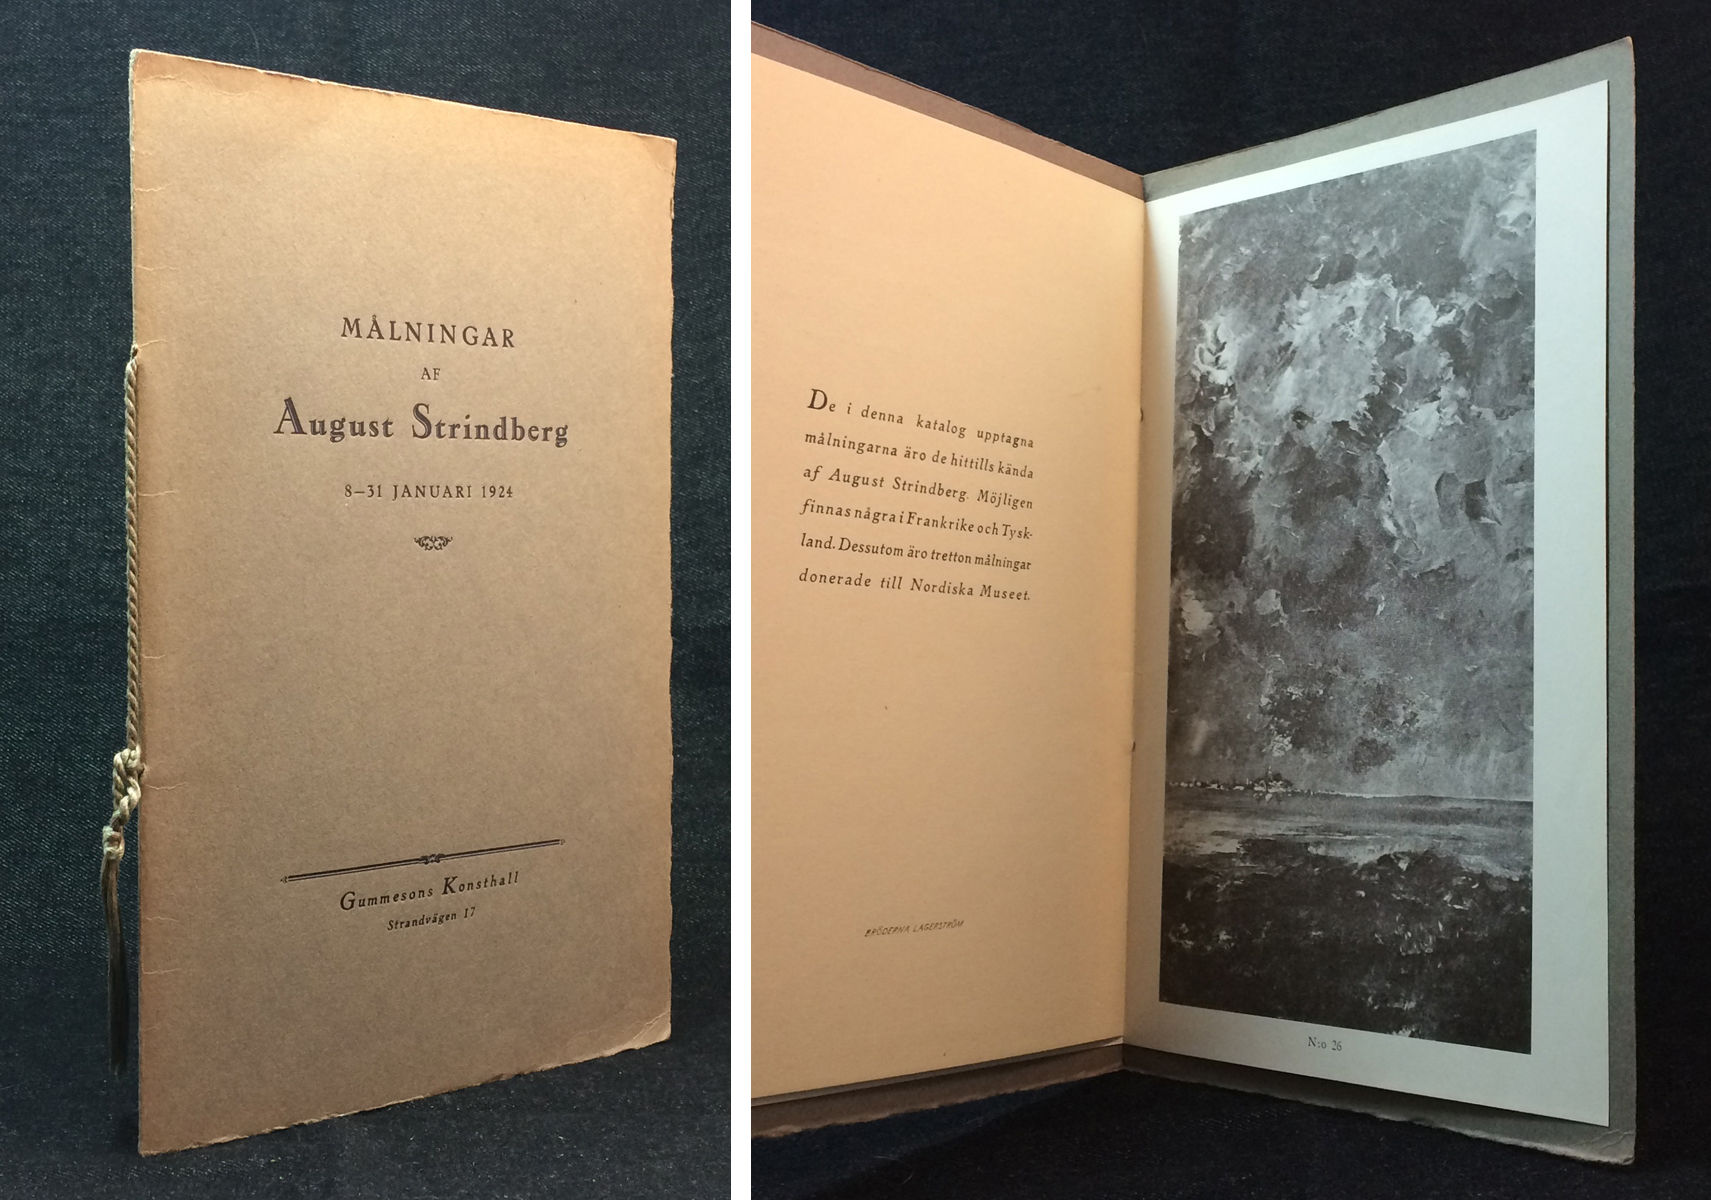 MÅLNINGAR
AF
August Strindberg
8–31 JANUARI 1924
Gummesons Konsthall
Strandvägen 17
De i denna katalog upptagna
målningarna äro de hittills kända
af August Strindberg. Möjligen
finnas några i Frankrike och Tysk-
land. Dessutom äro tretton målningar
donerade till Nordiska Museet.
BRÖDERNA LAGERSTRÖM
N:o 26